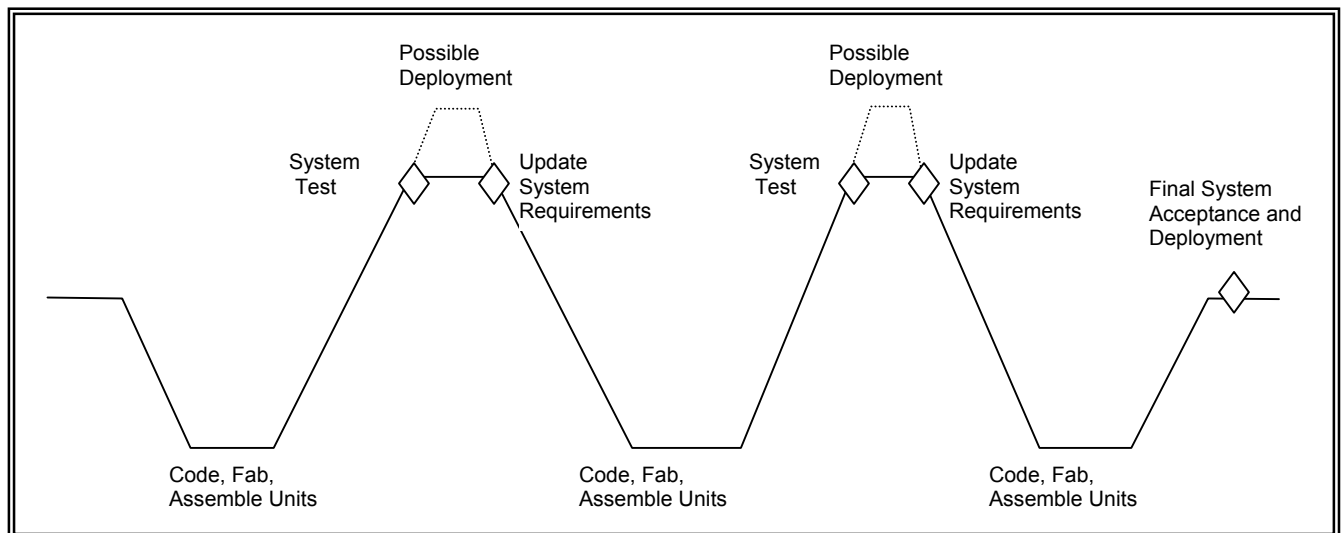 Possible
Deployment
Possible
Deployment
System
Test
Update
System
Requirements
System
Test
Update
System
Requirements
Final System
Acceptance and
Deployment
Code, Fab,
Assemble Units
Code, Fab,
Assemble Units
Code, Fab,
Assemble Units